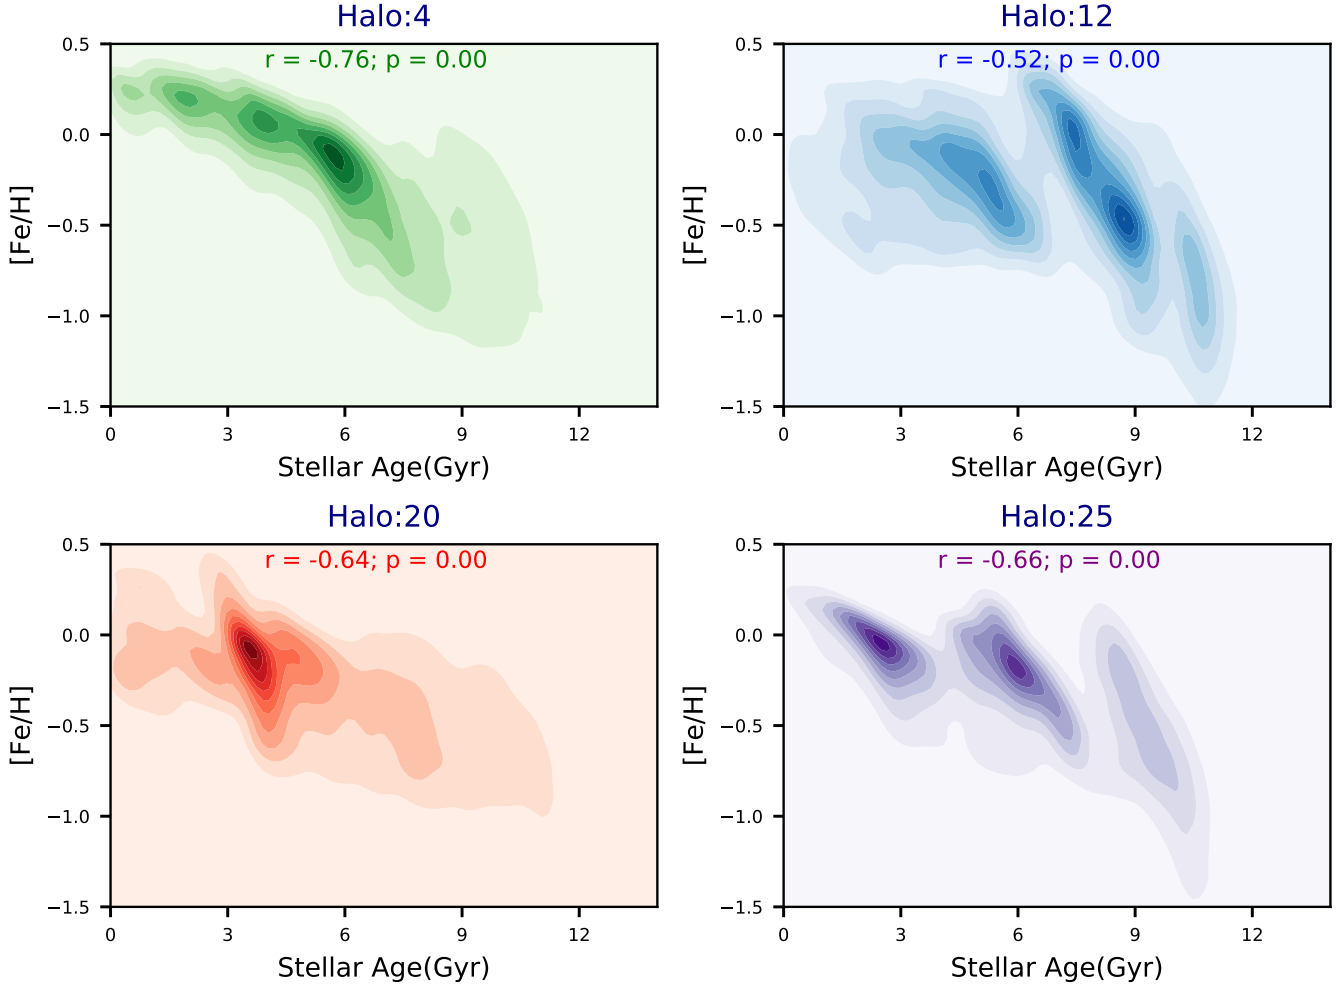 Halo:4
r = -0.76; p = 0.00
0.5
0.0
−0.5
−1.0
−1.5
[Fe/H]
0 3 6 9 12
Stellar Age(Gyr)
Halo:12
r = -0.52; p = 0.00
0.5
0.0
−0.5
−1.0
−1.5
[Fe/H]
0 3 6 9 12
Stellar Age(Gyr)
Halo:20
r = -0.64; p = 0.00
0.5
0.0
−0.5
−1.0
−1.5
[Fe/H]
0 3 6 9 12
Stellar Age(Gyr)
Halo:25
r = -0.66; p = 0.00
0.5
0.0
−0.5
−1.0
−1.5
[Fe/H]
0 3 6 9 12
Stellar Age(Gyr)